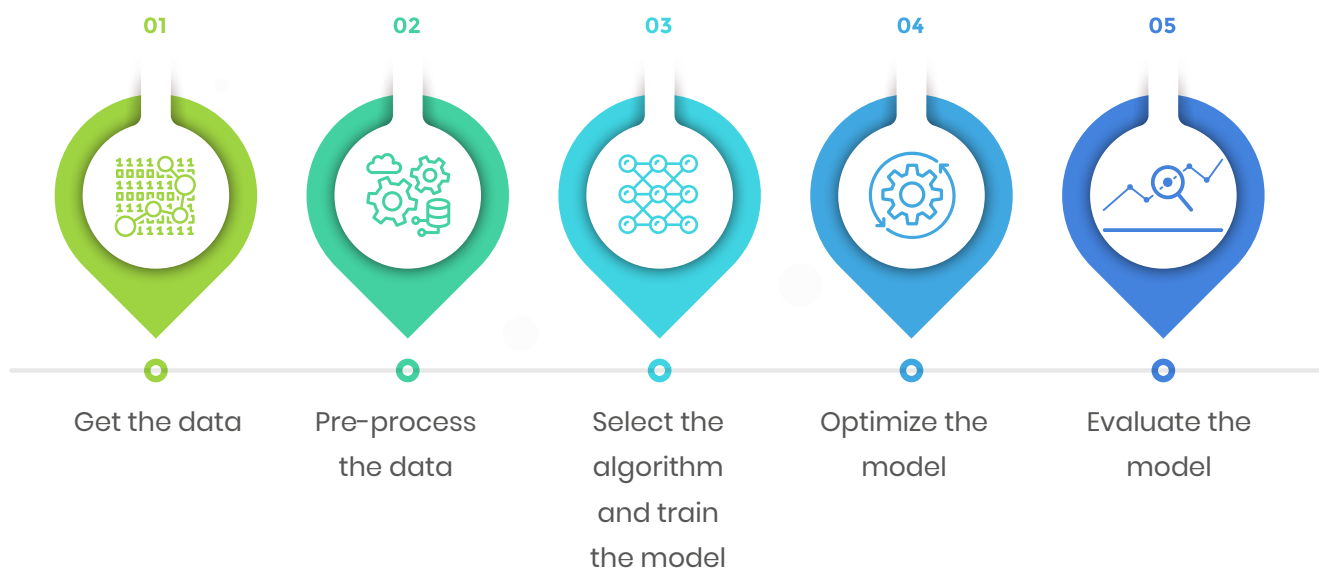 01
02
03
04
05
Get the data
Pre-process
the data
Select the
algorithm
and train
the model
Optimize the
model
Evaluate the
model